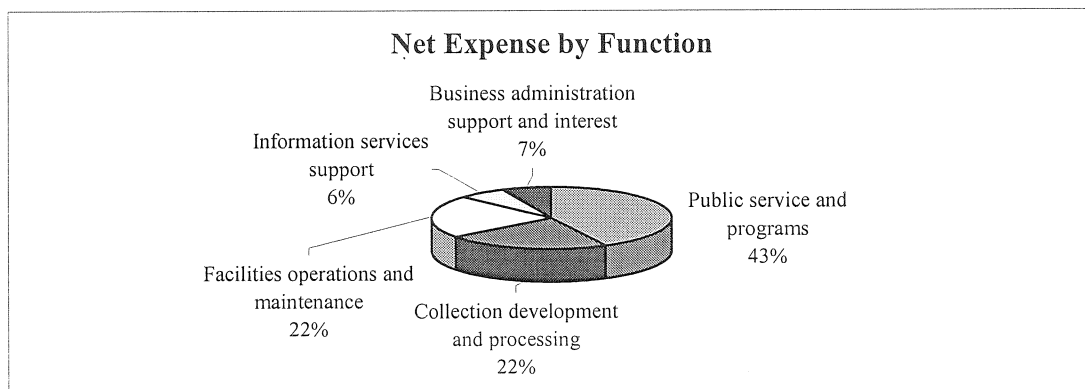 Net Expense by Function
Business administration
support and interest
7%
Information services
support
6%
Public service and
programs
43%
Facilities operations and
maintenance
22%
Collection development
and processing
22%